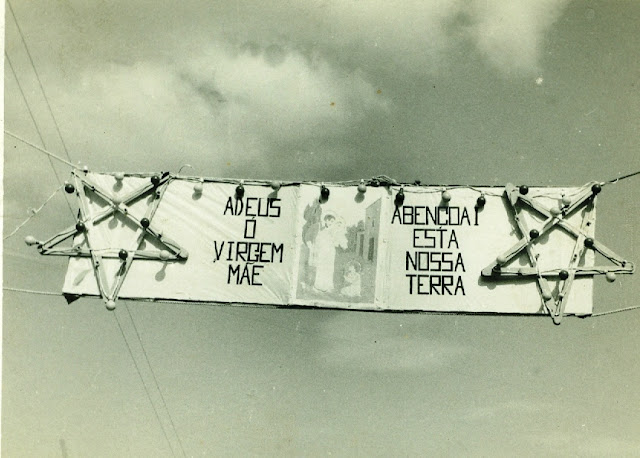 ADEUS
Ó
VIRGEM
MÃE
ABENÇOAI
ESTA
NOSSA
TERRA